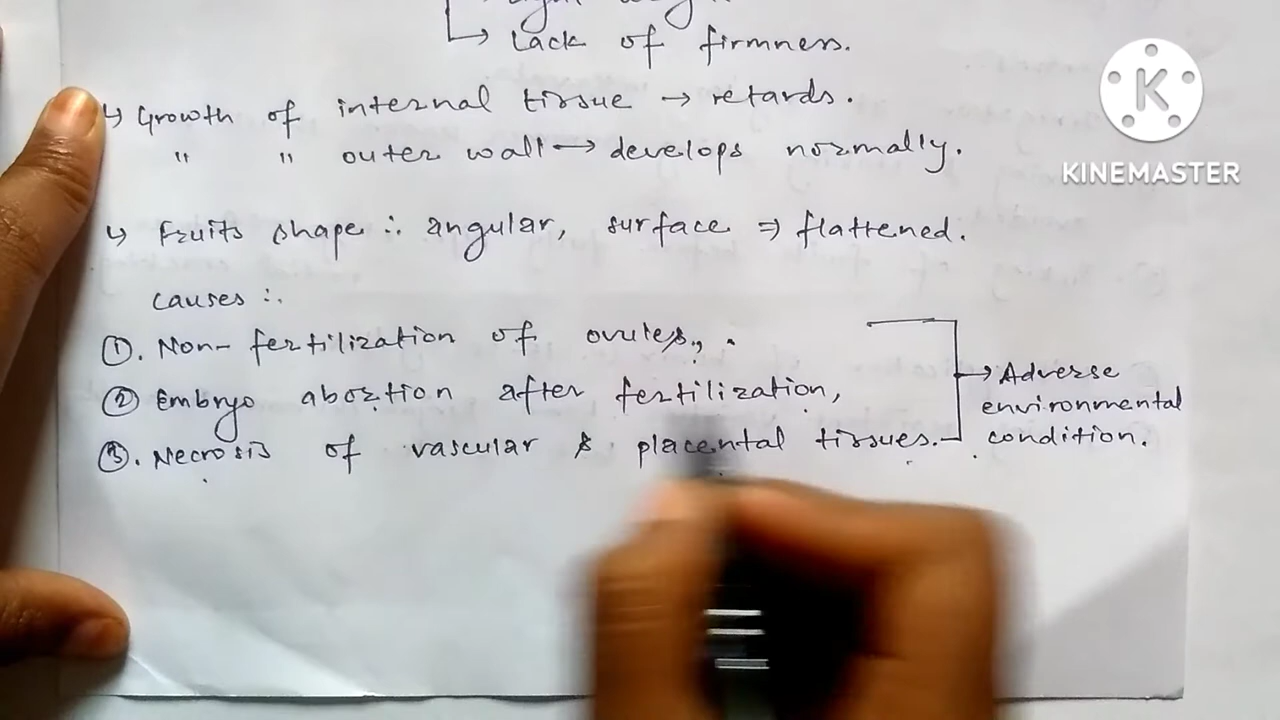 ↳ Lack of firmness.
↳ Growth of internal tissue → retards.
" " outer wall → develops normally.
↳ Fruits shape ∴ angular, surface ⇒ flattened.
causes :.
①. Non-fertilization of ovules,.
② Embryo abortion after fertilization,
③. Necrosis of vascular & placental tissues.
→ Adverse
environmental
condition.
K
KINEMASTER